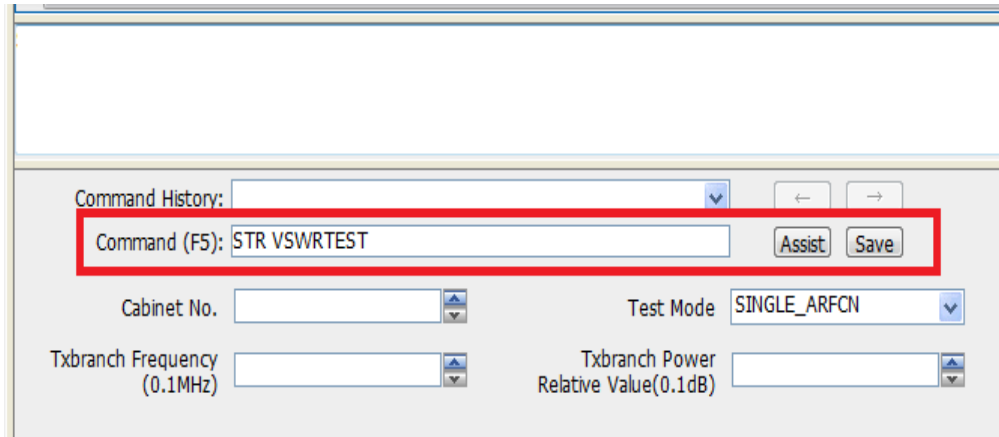 Command History:
← →
Command (F5): STR VSWRTEST Assist Save
Cabinet No. Test Mode SINGLE_ARFCN
Txbranch Frequency
(0.1MHz)
Txbranch Power
Relative Value(0.1dB)